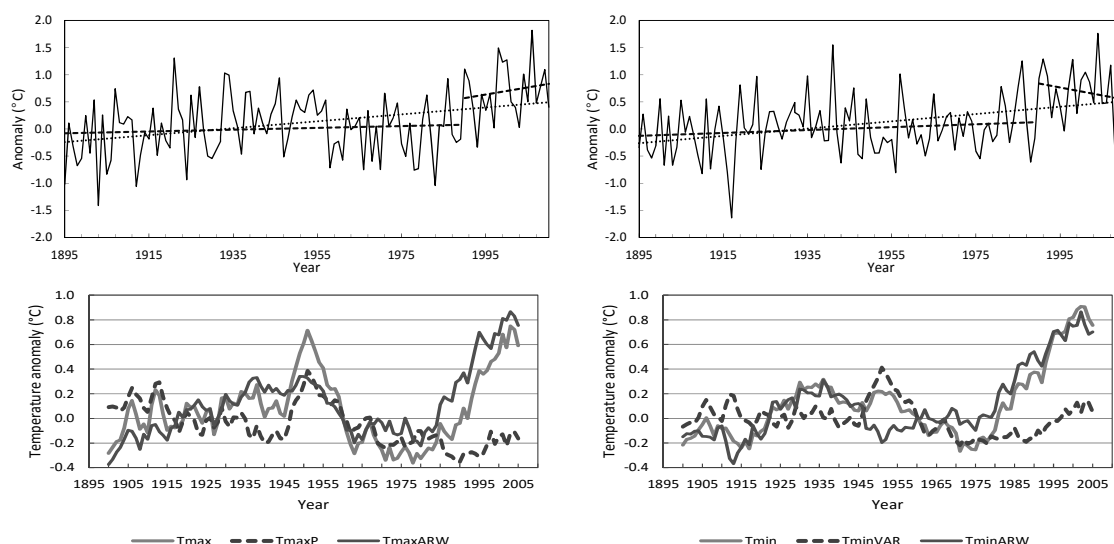 2.0 2.0
1.5 1.5
1.0 1.0
0.5 0.5
0.0 0.0
-0.5 -0.5
-1.0 -1.0
-1.5 -1.5
-2.0 -2.0
Anomaly (°C) Anomaly (°C)
1895 1915 1935 1955 1975 1995 1895 1915 1935 1955 1975 1995
Year Year
1.0 1.0
0.8 0.8
0.6 0.6
0.4 0.4
0.2 0.2
0.0 0.0
-0.2 -0.2
-0.4 -0.4
Temperature anomaly (°C) Temperature anomaly (°C)
1895 1905 1915 1925 1935 1945 1955 1965 1975 1985 1995 2005 1895 1905 1915 1925 1935 1945 1955 1965 1975 1985 1995 2005
Year Year
Tmax TmaxP TmaxARW Tmin TminVAR TminARW